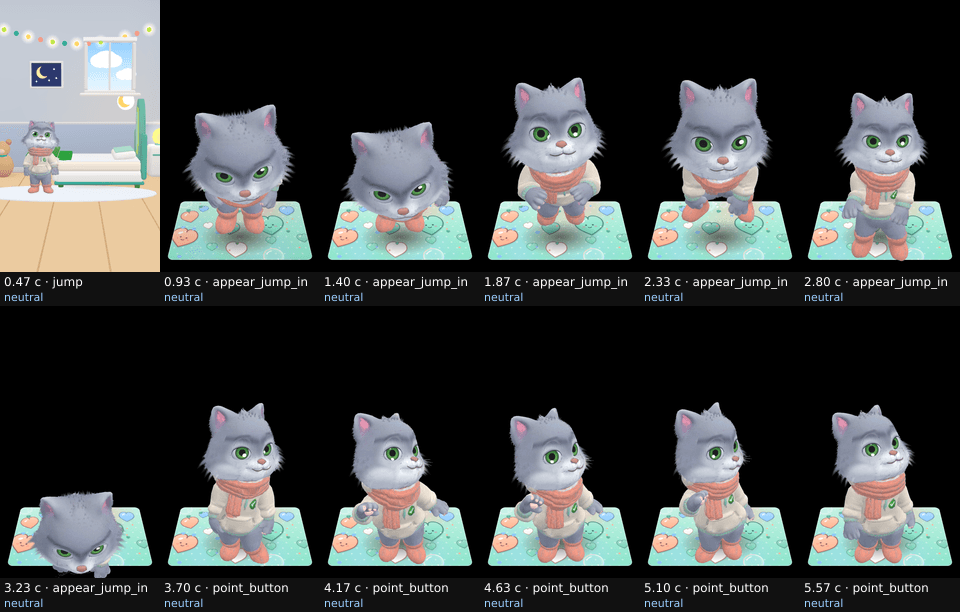 0.47 с · jump
neutral
0.93 с · appear_jump_in
neutral
1.40 с · appear_jump_in
neutral
1.87 с · appear_jump_in
neutral
2.33 с · appear_jump_in
neutral
2.80 с · appear_jump_in
neutral
3.23 с · appear_jump_in
neutral
3.70 с · point_button
neutral
4.17 с · point_button
neutral
4.63 с · point_button
neutral
5.10 с · point_button
neutral
5.57 с · point_button
neutral